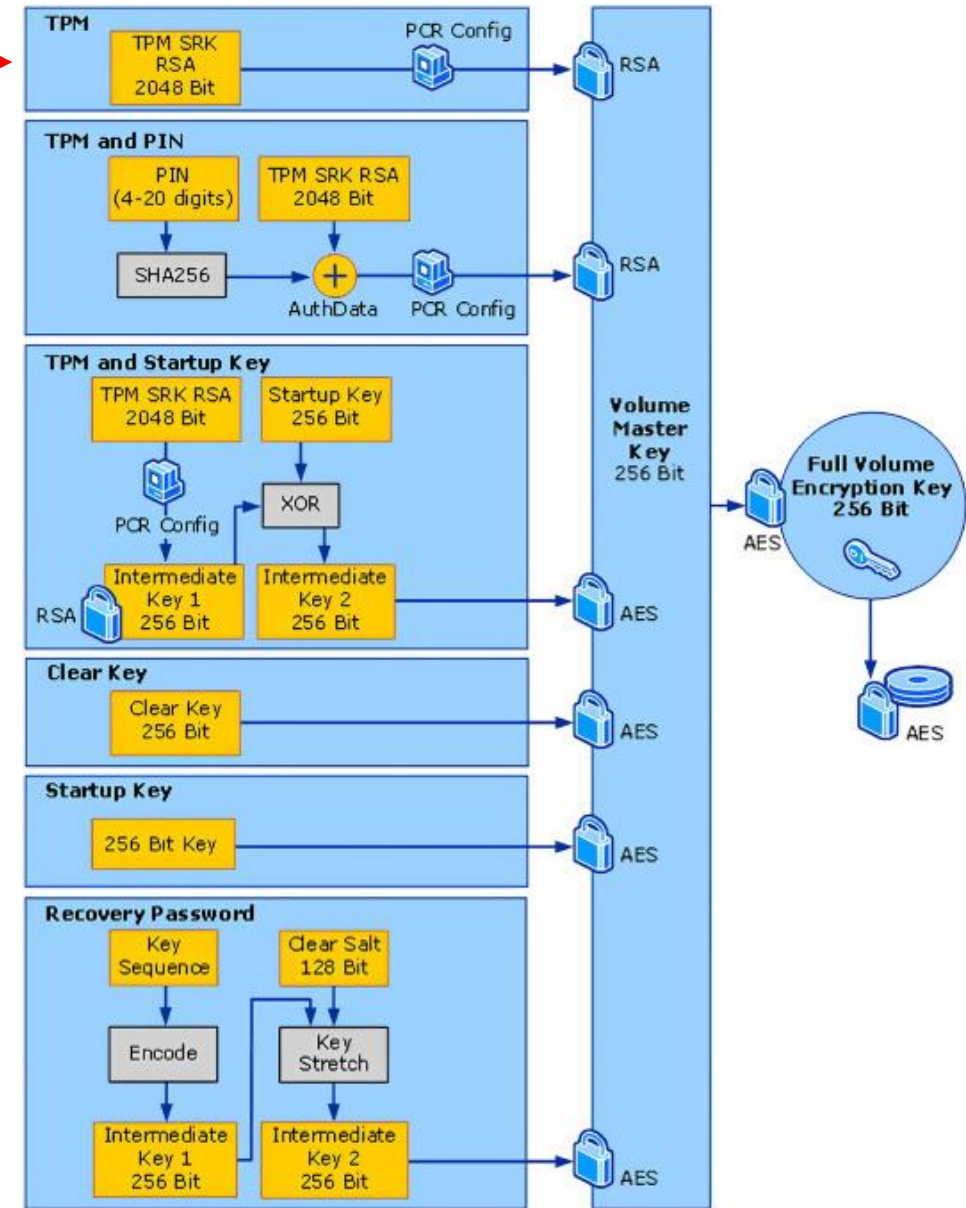 TPM
TPM SRK
RSA
2048 Bit
PCR Config
RSA
TPM and PIN
PIN
(4-20 digits)
TPM SRK RSA
2048 Bit
SHA256
+
AuthData
PCR Config
RSA
TPM and Startup Key
TPM SRK RSA
2048 Bit
Startup Key
256 Bit
PCR Config
XOR
RSA
Intermediate
Key 1
256 Bit
Intermediate
Key 2
256 Bit
AES
Clear Key
Clear Key
256 Bit
AES
Startup Key
256 Bit Key
AES
Recovery Password
Key
Sequence
Clear Salt
128 Bit
Encode
Key
Stretch
Intermediate
Key 1
256 Bit
Intermediate
Key 2
256 Bit
AES
Volume
Master
Key
256 Bit
AES
Full Volume
Encryption Key
256 Bit
AES